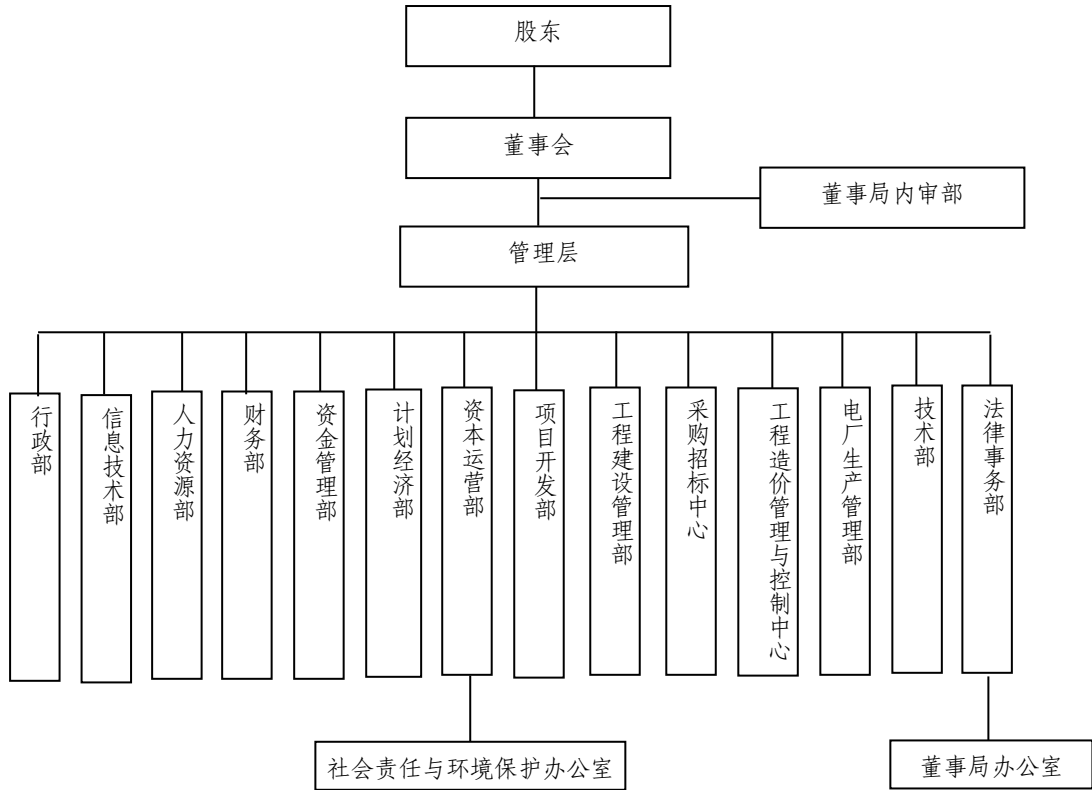 股东
董事会
董事局内审部
管理层
行政部
信息技术部
人力资源部
财务部
资金管理部
计划经济部
资本运营部
项目开发部
工程建设管理部
采购招标中心
工程造价管理与控制中心
电厂生产管理部
技术部
法律事务部
社会责任与环境保护办公室
董事局办公室